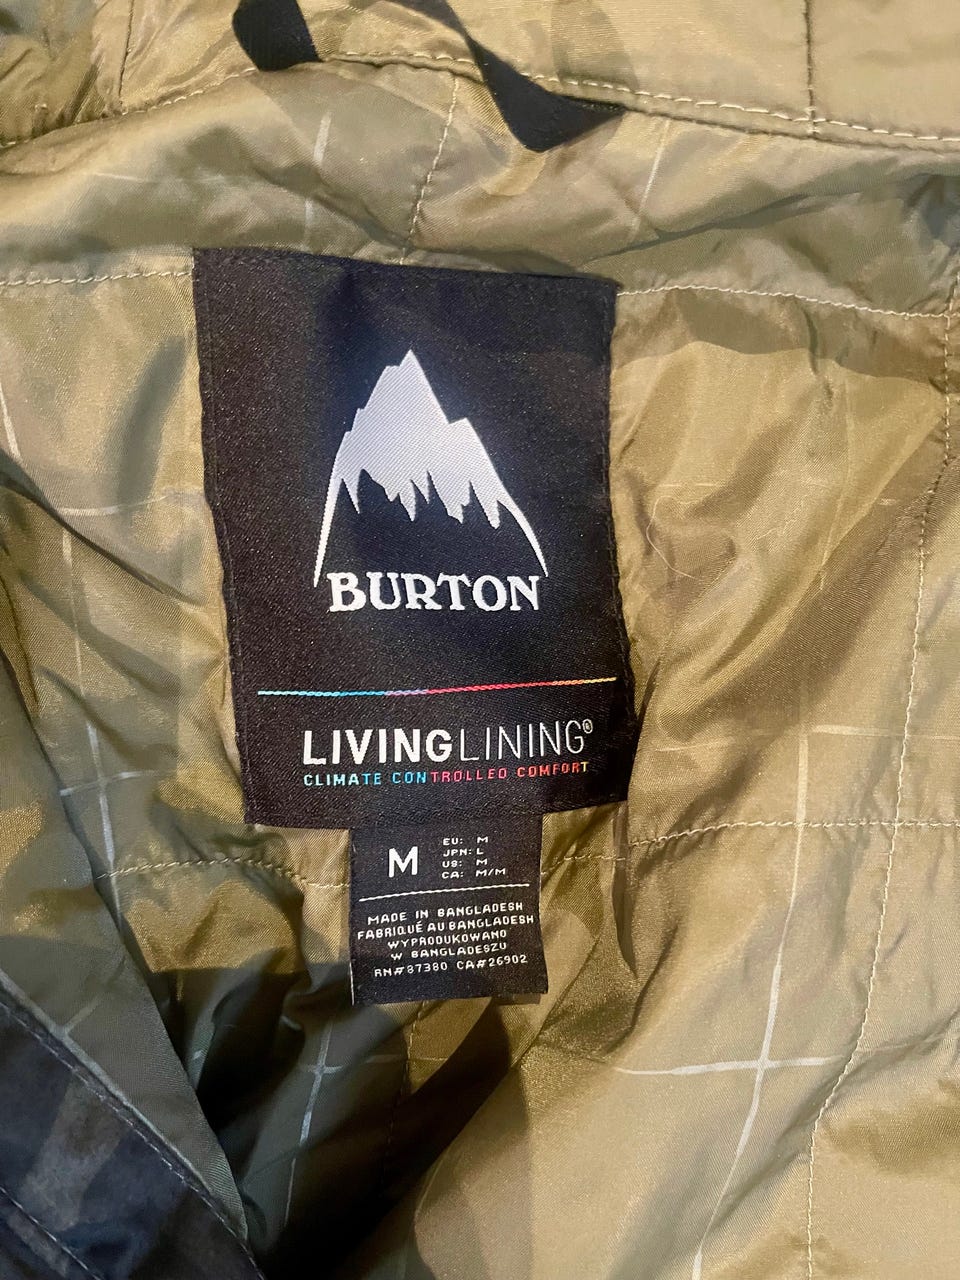 BURTON
LIVINGLINING®
CLIMATE CONTROLLED COMFORT
M
EU: M
JPN: L
US: M
CA: M/M
MADE IN BANGLADESH
FABRIQUÉ AU BANGLADESH
WYPRODUKOWANO
W BANGLADESZU
RN#87380 CA#26902